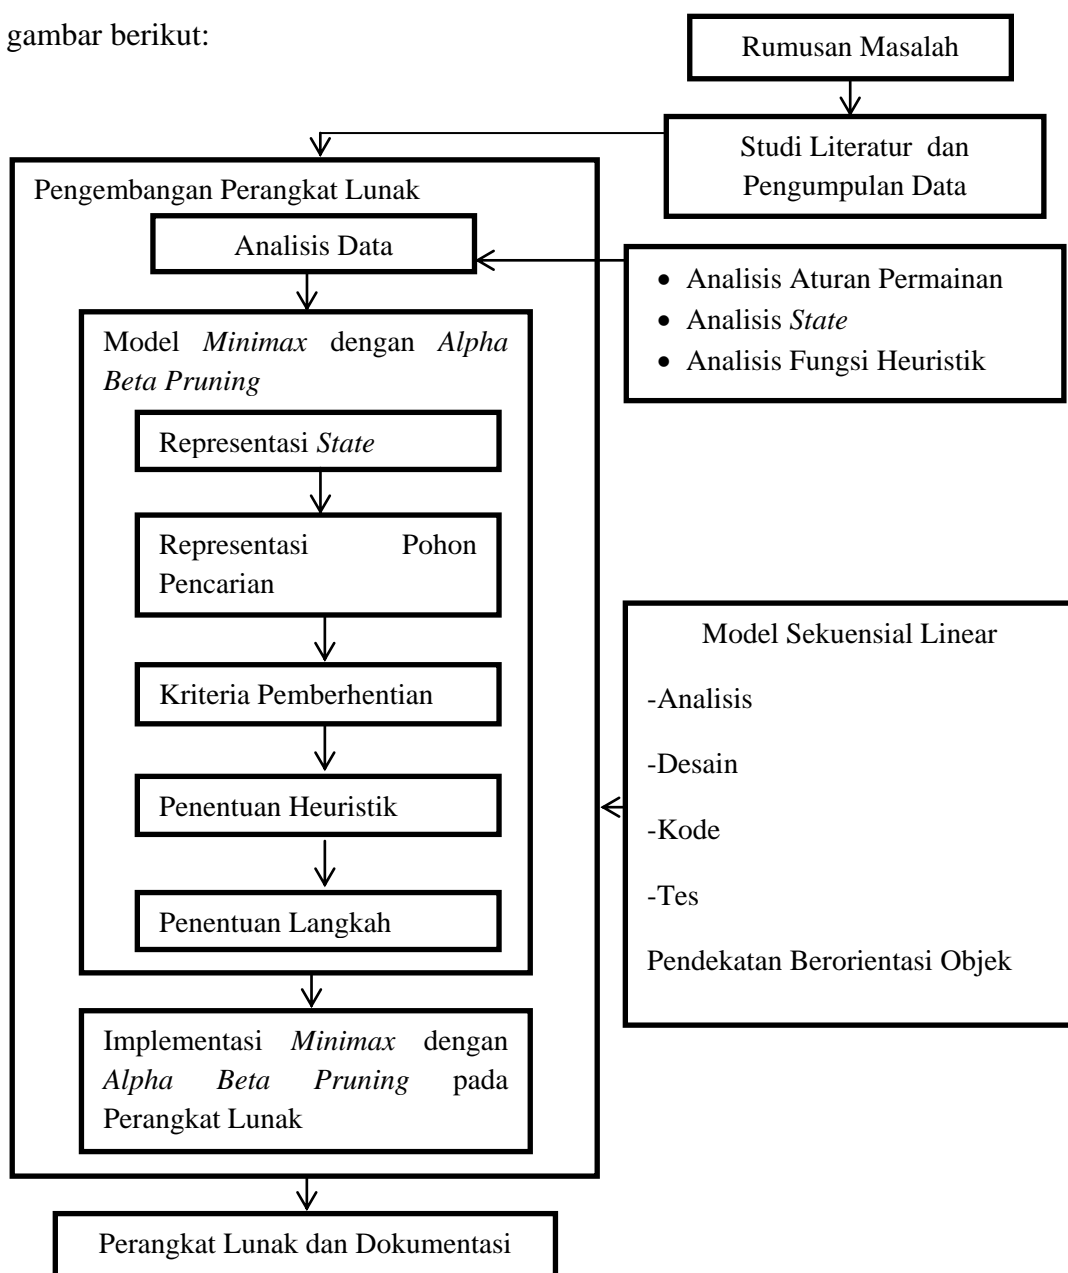 gambar berikut:
Rumusan Masalah
Studi Literatur dan
Pengumpulan Data
Pengembangan Perangkat Lunak
Analisis Data
• Analisis Aturan Permainan
• Analisis State
• Analisis Fungsi Heuristik
Model Minimax dengan Alpha
Beta Pruning
Representasi State
Representasi Pohon
Pencarian
Kriteria Pemberhentian
Penentuan Heuristik
Penentuan Langkah
Model Sekuensial Linear
-Analisis
-Desain
-Kode
-Tes
Pendekatan Berorientasi Objek
Implementasi Minimax dengan
Alpha Beta Pruning pada
Perangkat Lunak
Perangkat Lunak dan Dokumentasi